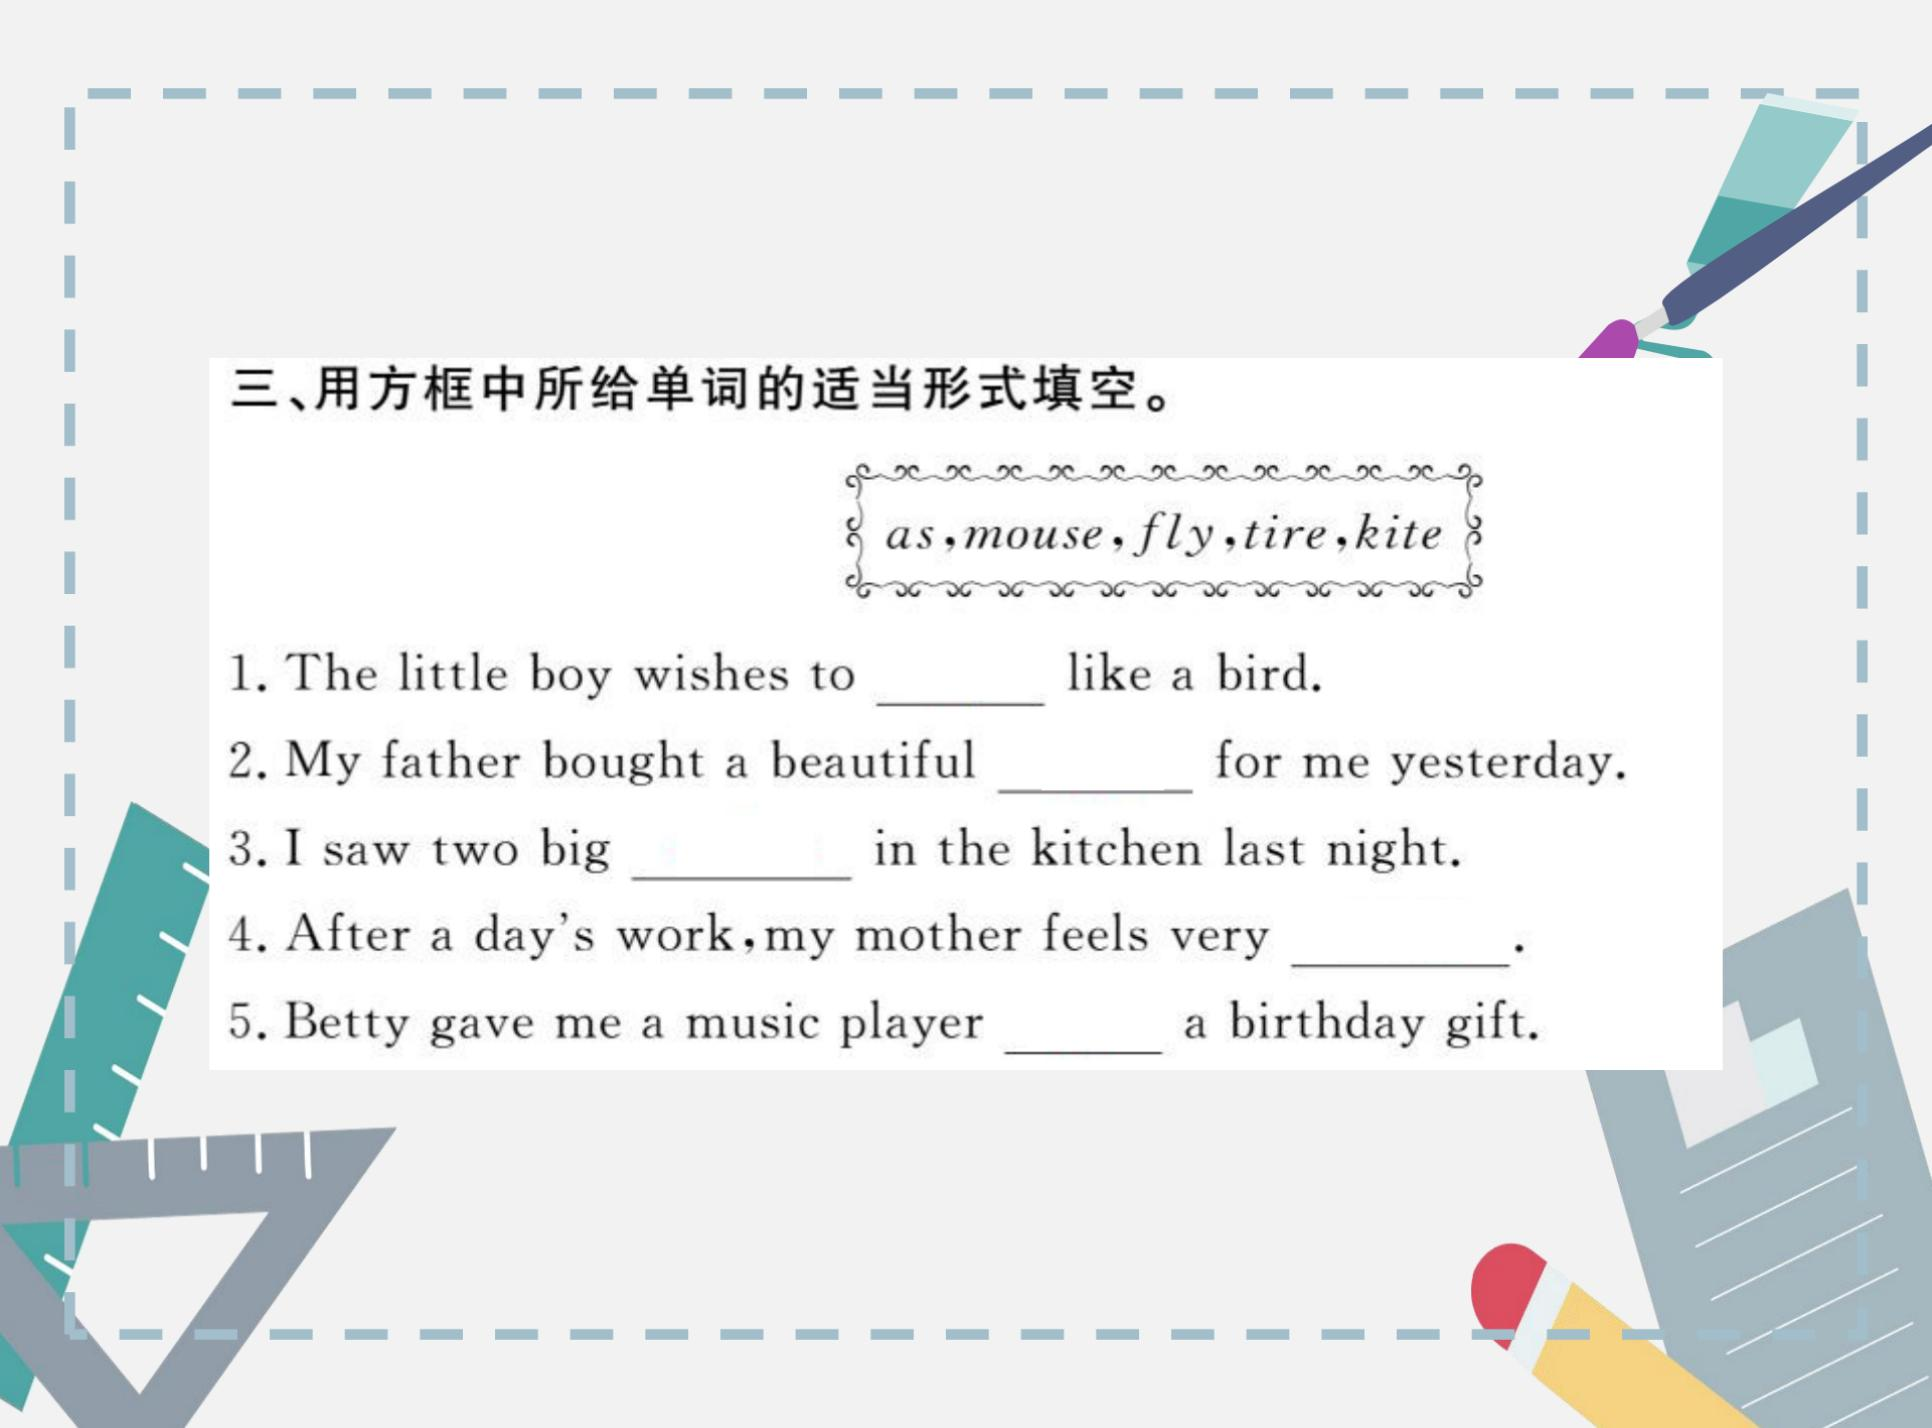 三、用方框中所给单词的适当形式填空。
as,mouse,fly,tire,kite
1. The little boy wishes to ______ like a bird.
2. My father bought a beautiful ______ for me yesterday.
3. I saw two big ______ in the kitchen last night.
4. After a day's work,my mother feels very ______.
5. Betty gave me a music player ______ a birthday gift.